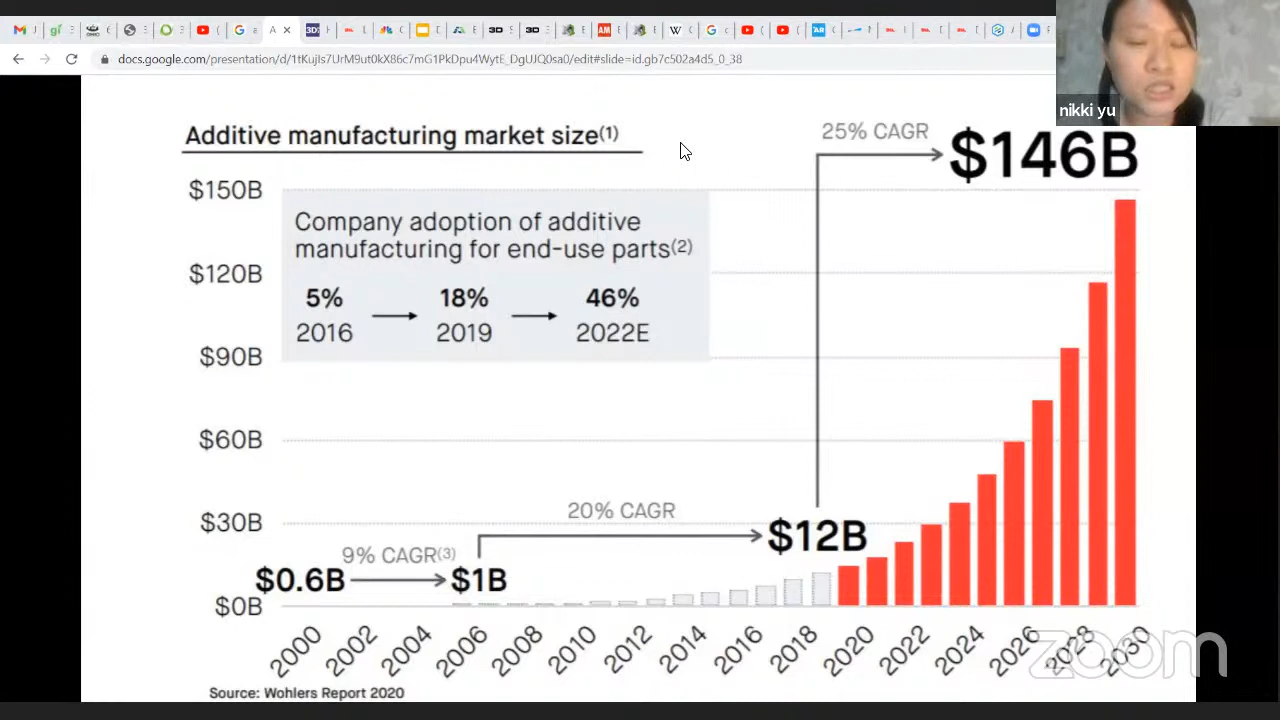 docs.google.com/presentation/d/1tKujIs7UrM9ut0kX86c7mG1PkDpu4WytE_DgUJQ0sa0/edit#slide=id.gb7c502a4d5_0_38
nikki yu
Additive manufacturing market size(1)
25% CAGR
$146B
$150B
Company adoption of additive
manufacturing for end-use parts(2)
$120B
5% 18% 46%
2016 2019 2022E
$90B
$60B
$30B
20% CAGR
$12B
9% CAGR(3)
$0.6B $1B
$0B
2000 2002 2004 2006 2008 2010 2012 2014 2016 2018 2020 2022 2024 2026 2028 2030
zoom
Source: Wohlers Report 2020